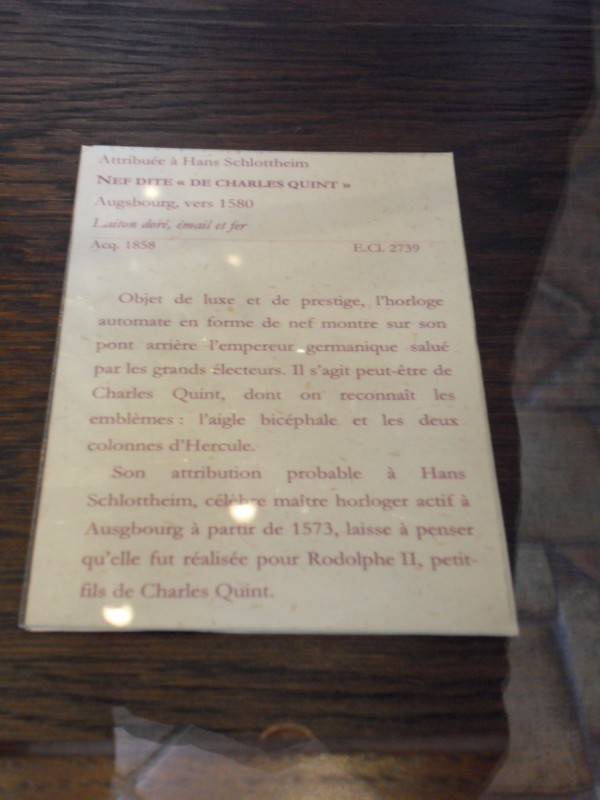 Attribuée à Hans Schlottheim
NEF DITE « DE CHARLES QUINT »
Augsbourg, vers 1580
Laiton doré, émail et fer
Acq. 1858 E.Cl. 2739
Objet de luxe et de prestige, l'horloge
automate en forme de nef montre sur son
pont arrière l'empereur germanique salué
par les grands électeurs. Il s'agit peut-être de
Charles Quint, dont on reconnaît les
emblèmes : l'aigle bicéphale et les deux
colonnes d'Hercule.
Son attribution probable à Hans
Schlottheim, célèbre maître horloger actif à
Ausgbourg à partir de 1573, laisse à penser
qu'elle fut réalisée pour Rodolphe II, petit-
fils de Charles Quint.